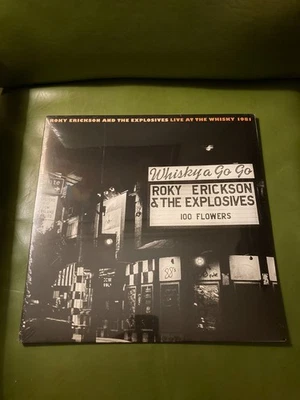 ROKY ERICKSON AND THE EXPLOSIVES LIVE AT THE WHISKY 1981
Whisky a Go Go
ROKY ERICKSON
& THE EXPLOSIVES
100 FLOWERS